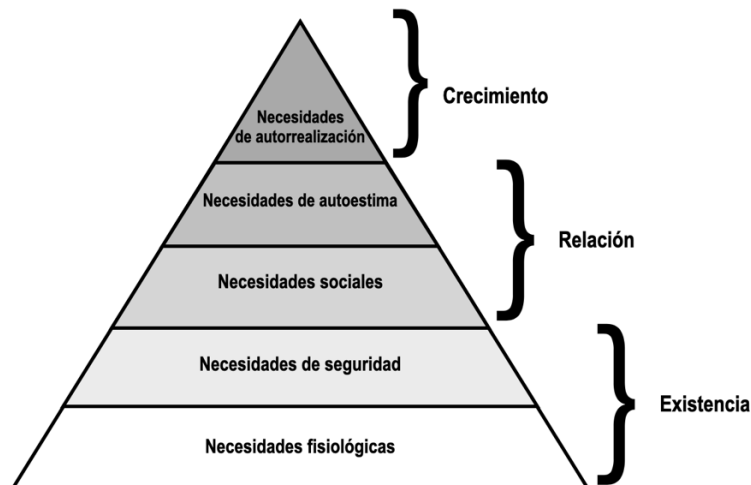 Necesidades
de autorrealización
Crecimiento
Necesidades de autoestima
Relación
Necesidades sociales
Necesidades de seguridad
Existencia
Necesidades fisiológicas